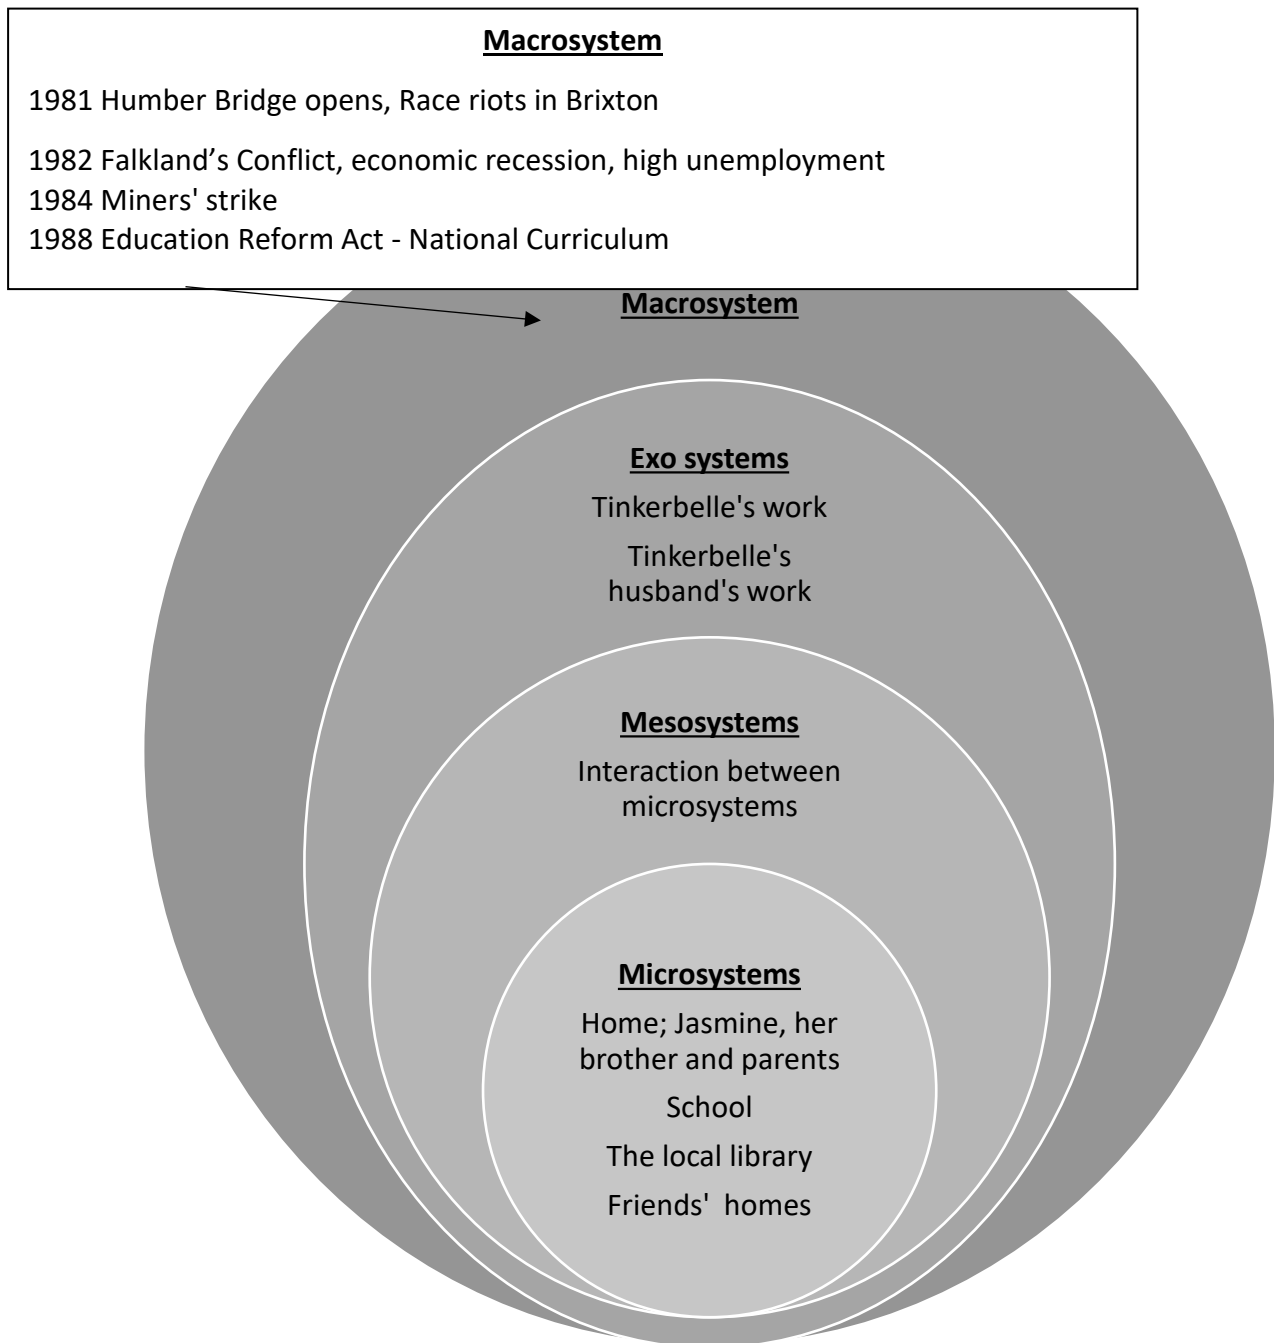 Macrosystem
1981 Humber Bridge opens, Race riots in Brixton
1982 Falkland’s Conflict, economic recession, high unemployment
1984 Miners' strike
1988 Education Reform Act - National Curriculum
Macrosystem
Exo systems
Tinkerbelle's work
Tinkerbelle's
husband's work
Mesosystems
Interaction between
microsystems
Microsystems
Home; Jasmine, her
brother and parents
School
The local library
Friends' homes